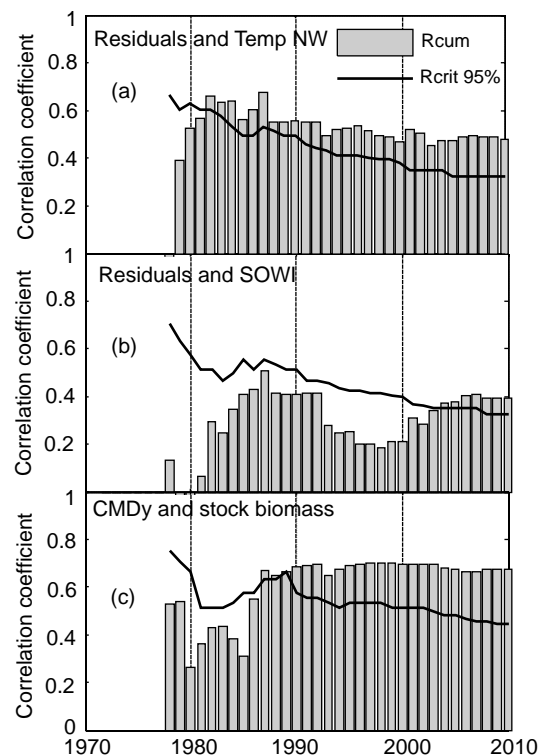 1
Residuals and Temp NW
Rcum
0.8
(a)
Rcrit 95%
0.6
0.4
0.2
Correlation coefficient
1
Residuals and SOWI
0.8
(b)
0.6
0.4
0.2
Correlation coefficient
1
CMDy and stock biomass
0.8
0.6
(c)
0.4
0.2
0
Correlation coefficient
1970
1980
1990
2000
2010